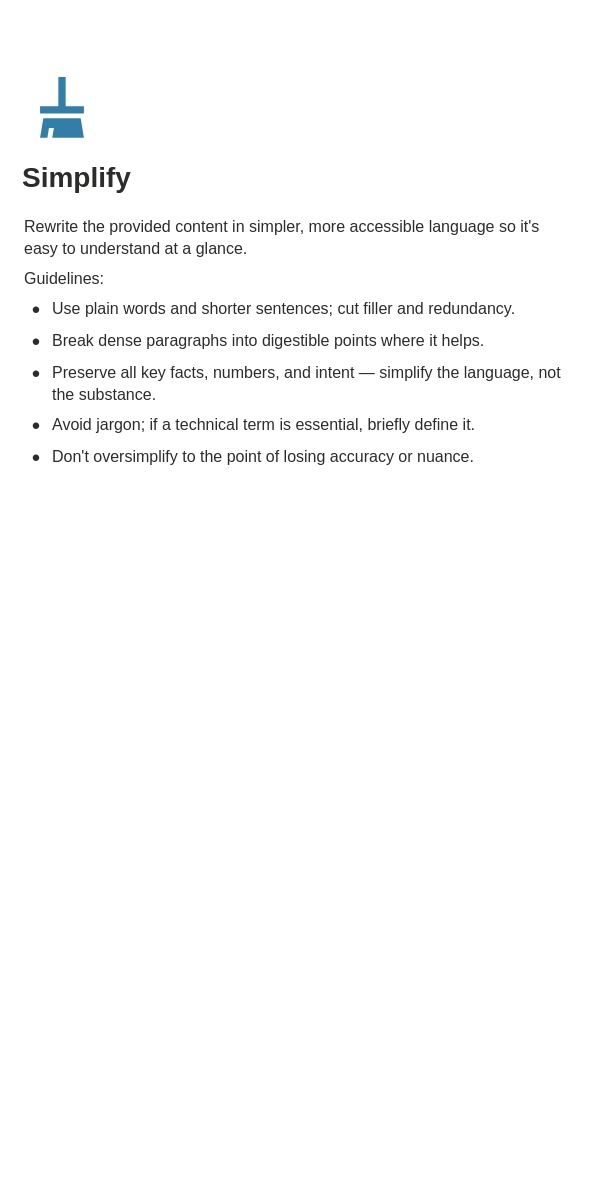 Simplify
Rewrite the provided content in simpler, more accessible language so it's
easy to understand at a glance.
Guidelines:
● Use plain words and shorter sentences; cut filler and redundancy.
● Break dense paragraphs into digestible points where it helps.
● Preserve all key facts, numbers, and intent — simplify the language, not
the substance.
● Avoid jargon; if a technical term is essential, briefly define it.
● Don't oversimplify to the point of losing accuracy or nuance.